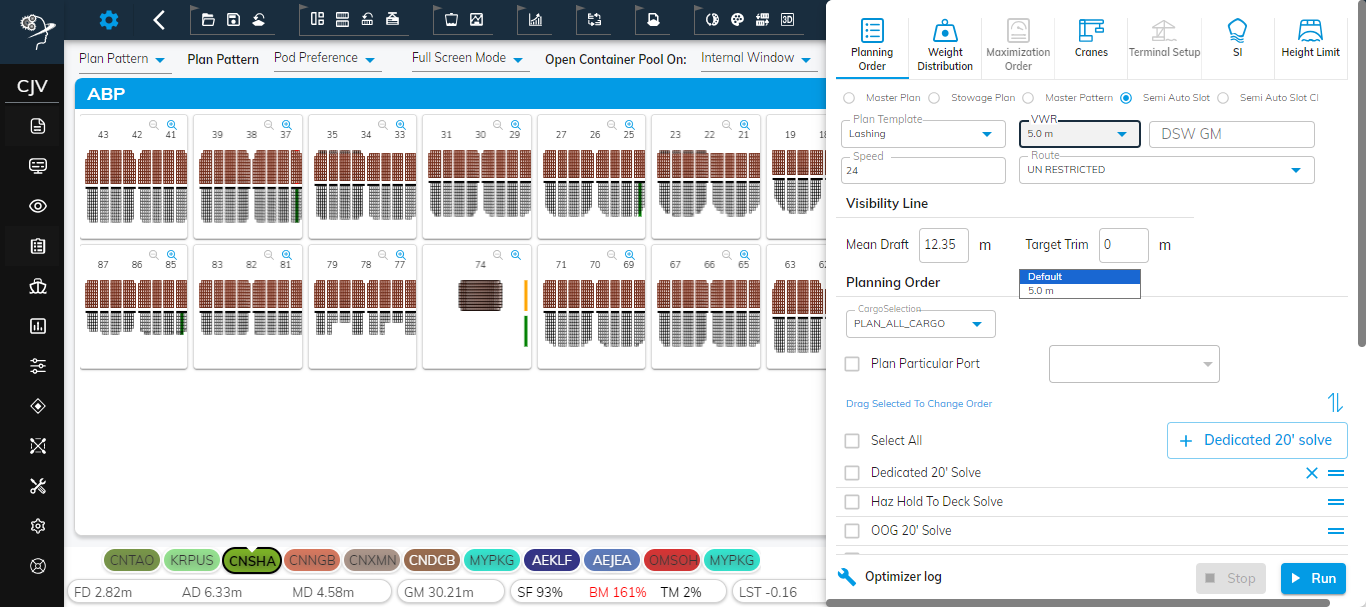 CJV
Plan Pattern
Plan Pattern
Pod Preference
Full Screen Mode
Open Container Pool On:
Internal Window
ABP
43 42 41
39 38 37
35 34 33
31 30 29
27 26 25
23 22 21
19
87 86 85
83 82 81
79 78 77
74
71 70 69
67 66 65
63
CNTAO KRPUS CNSHA CNNGB CNXMN CNDCB MYPKG AEKLF AEJEA OMSOH MYPKG
FD 2.82m AD 6.33m MD 4.58m GM 30.21m SF 93% BM 161% TM 2% LST -0.16
3D
Planning Order
Weight Distribution
Maximization Order
Cranes
Terminal Setup
SI
Height Limit
Master Plan Stowage Plan Master Pattern Semi Auto Slot Semi Auto Slot Cl
Plan Template
Lashing
VWR
5.0 m
DSW GM
Speed
24
Route
UN RESTRICTED
Visibility Line
Mean Draft 12.35 m Target Trim 0 m
Planning Order
Default
5.0 m
CargoSelection
PLAN_ALL_CARGO
Plan Particular Port
Drag Selected To Change Order
Select All
+ Dedicated 20' solve
Dedicated 20' Solve
Haz Hold To Deck Solve
OOG 20' Solve
Optimizer log
Stop
Run